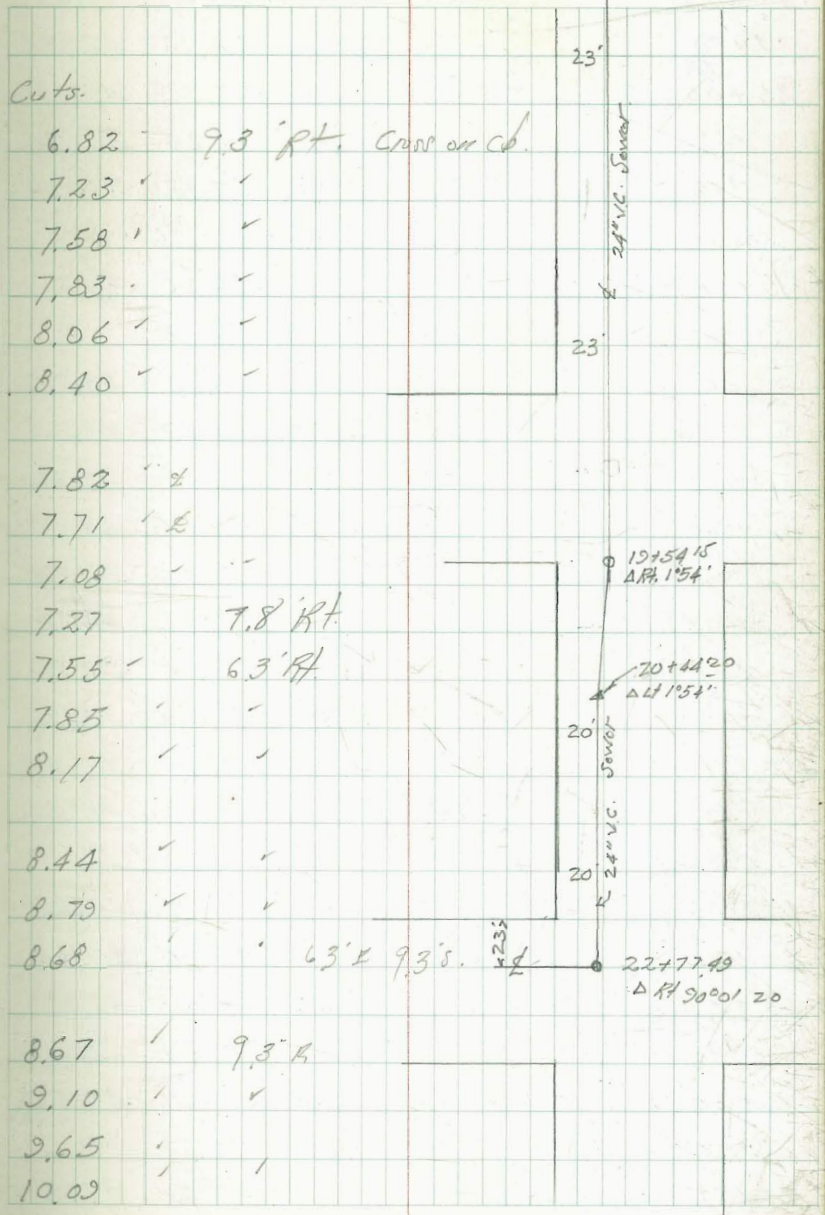 Cuts.
6.82 9.3' Rt. Cross on Cb.
7.23 " "
7.58 " "
7.83 " "
8.06 " "
8.40 " "
7.82 " ℄
7.71 " ℄
7.08 " "
7.27 7.8' Rt.
7.55 " 6.3' Rt.
7.85 " "
8.17 " "
8.44 " "
8.79 " "
8.68 " " 6.3' E 9.3's.
8.67 " 9.3' R
9.10 " "
9.65 "
10.09 " "
23'
℄ 24" V.C. Sewer
23'
19+54.15
Δ Rt. 1°54'
20+44.20
Δ Lt 1°54'
20'
℄ 24" V.C. Sewer
20'
23'
℄
22+77.49
Δ Rt 90°01'20